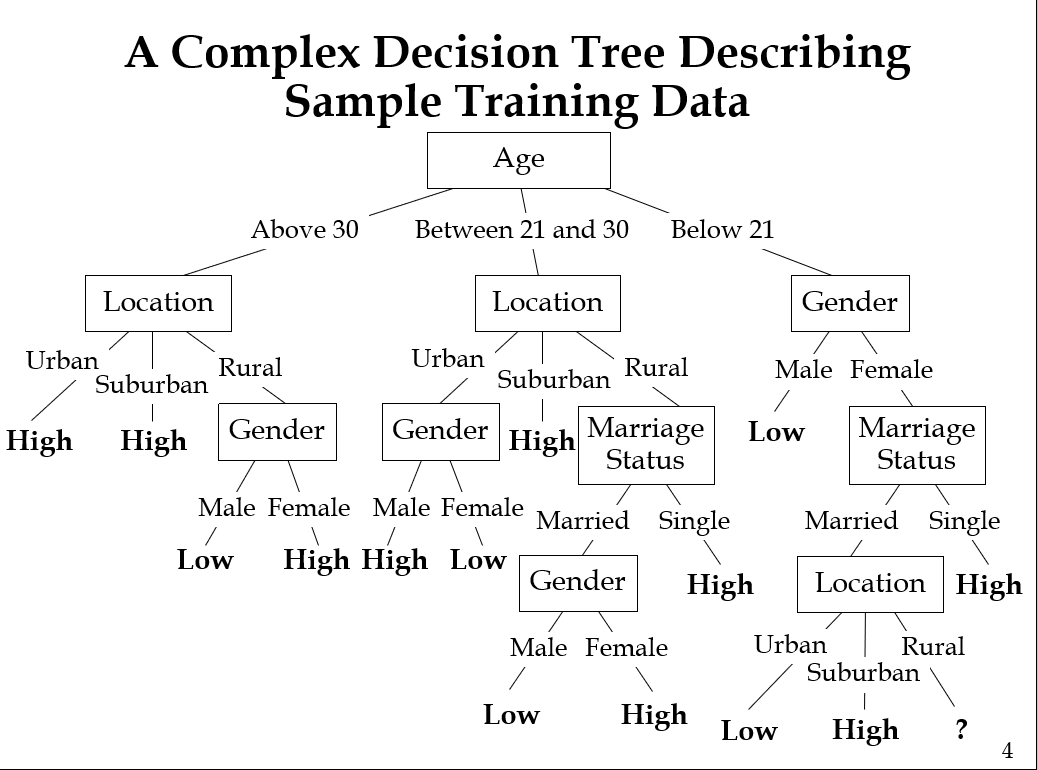 A Complex Decision Tree Describing
Sample Training Data
Age
Above 30
Between 21 and 30
Below 21
Location
Location
Gender
Urban
Suburban
Rural
Urban
Suburban
Rural
Male
Female
High
High
Gender
Gender
High
Marriage
Status
Low
Marriage
Status
Male
Female
Male
Female
Married
Single
Married
Single
Low
High
High
Low
Gender
High
Location
High
Male
Female
Urban
Suburban
Rural
Low
High
Low
High
?
4